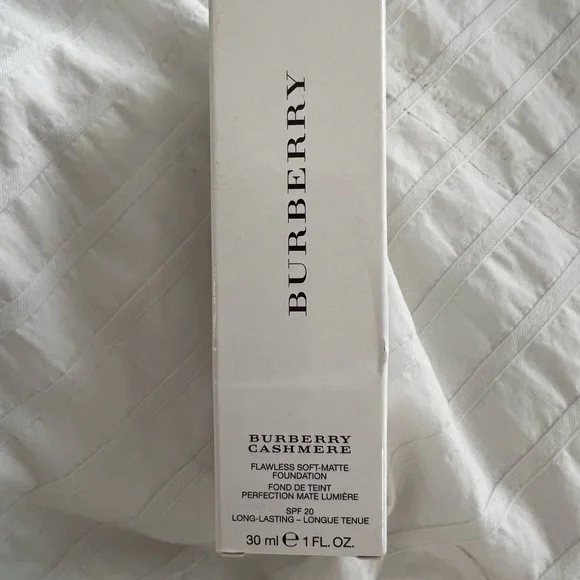 BURBERRY
BURBERRY
CASHMERE
FLAWLESS SOFT-MATTE
FOUNDATION
FOND DE TEINT
PERFECTION MATE LUMIÈRE
SPF 20
LONG-LASTING – LONGUE TENUE
30 ml ℮ 1 FL. OZ.